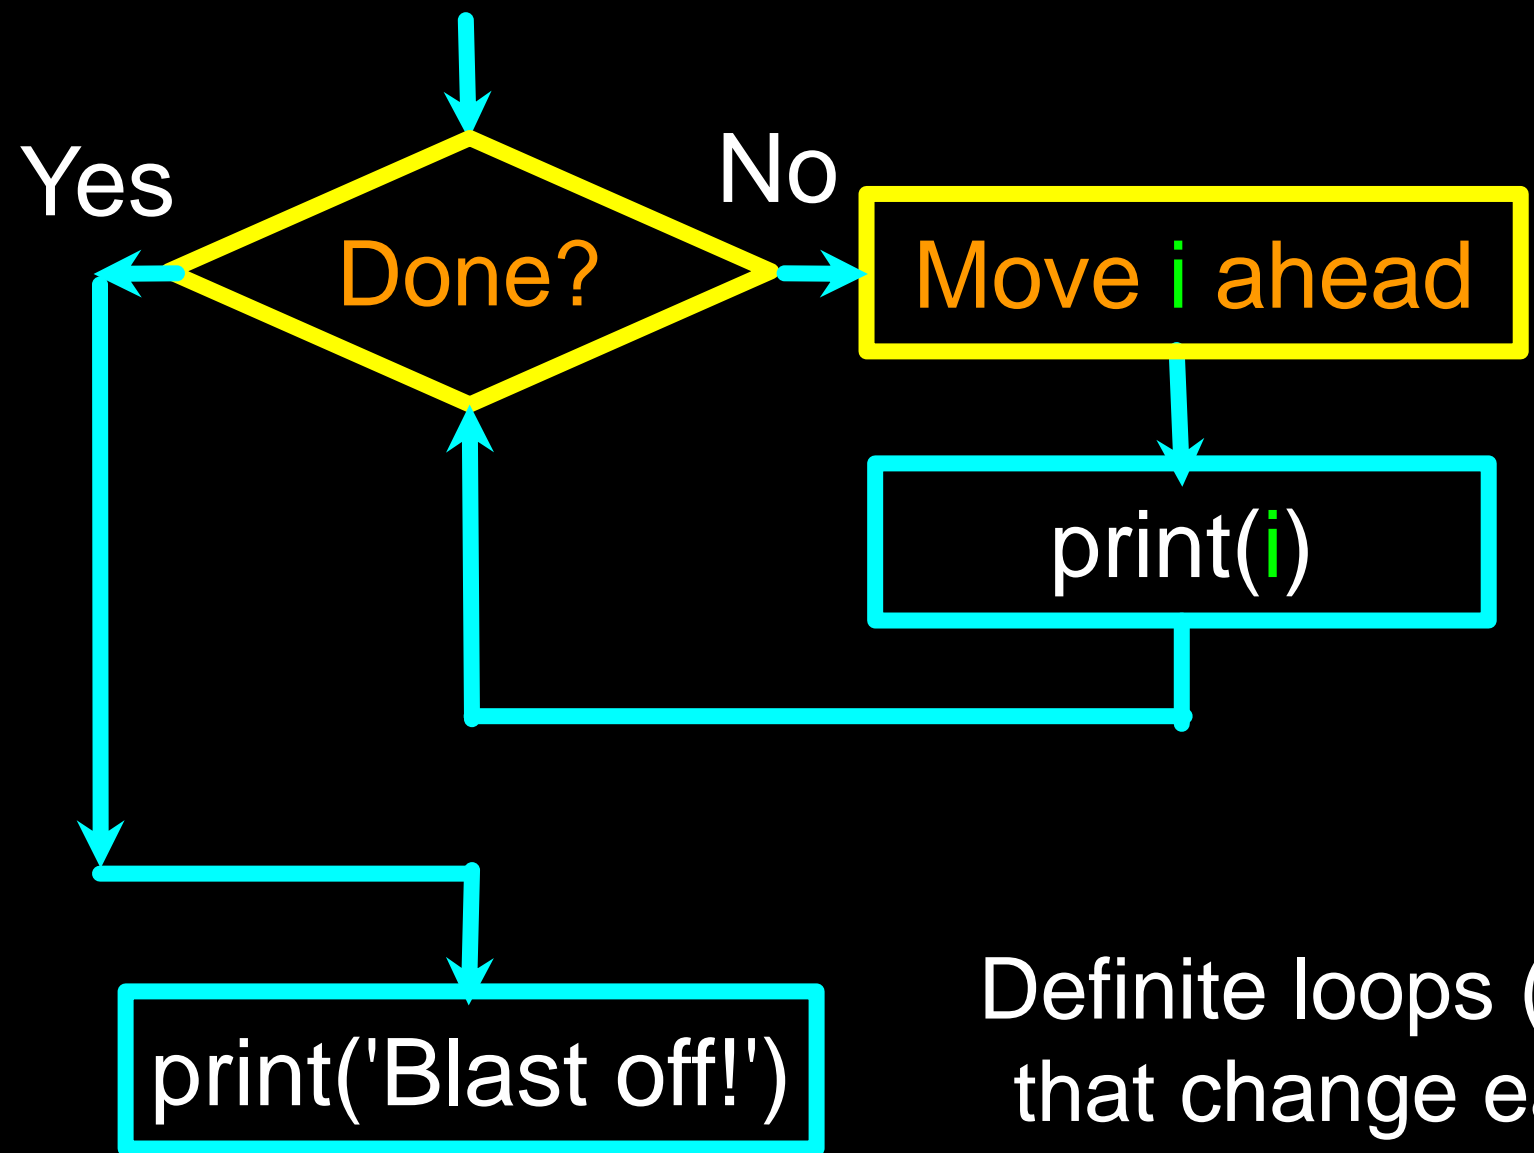 Yes
No
Done?
Move i ahead
print(i)
print('Blast off!')
Definite loops (
that change